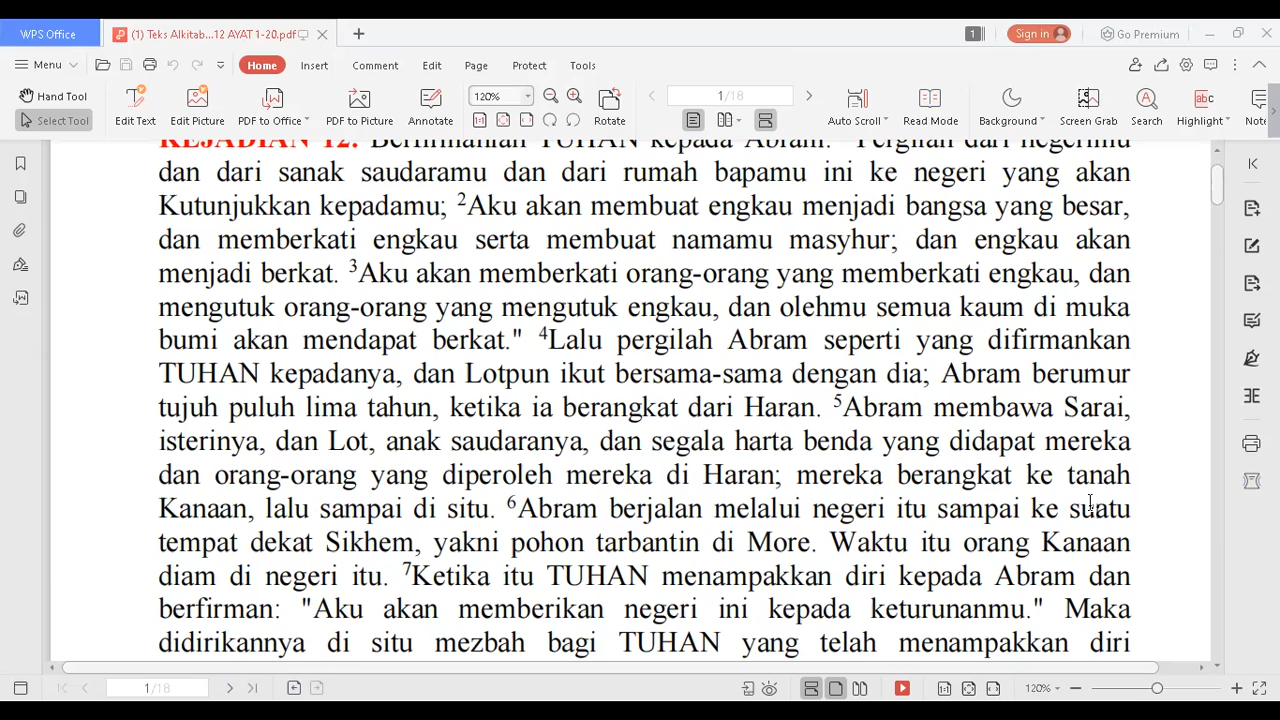 WPS Office
(1) Teks Alkitab...12 AYAT 1-20.pdf
1
Sign in
Go Premium
Menu
Home
Insert
Comment
Edit
Page
Protect
Tools
Hand Tool
Select Tool
Edit Text
Edit Picture
PDF to Office
PDF to Picture
Annotate
120%
Rotate
1/18
Auto Scroll
Read Mode
Background
Screen Grab
Search
Highlight
Note
KEJADIAN 12: Berfirmanlah TUHAN kepada Abram: "Pergilah dari negerimu
dan dari sanak saudaramu dan dari rumah bapamu ini ke negeri yang akan
Kutunjukkan kepadamu; 2Aku akan membuat engkau menjadi bangsa yang besar,
dan memberkati engkau serta membuat namamu masyhur; dan engkau akan
menjadi berkat. 3Aku akan memberkati orang-orang yang memberkati engkau, dan
mengutuk orang-orang yang mengutuk engkau, dan olehmu semua kaum di muka
bumi akan mendapat berkat." 4Lalu pergilah Abram seperti yang difirmankan
TUHAN kepadanya, dan Lotpun ikut bersama-sama dengan dia; Abram berumur
tujuh puluh lima tahun, ketika ia berangkat dari Haran. 5Abram membawa Sarai,
isterinya, dan Lot, anak saudaranya, dan segala harta benda yang didapat mereka
dan orang-orang yang diperoleh mereka di Haran; mereka berangkat ke tanah
Kanaan, lalu sampai di situ. 6Abram berjalan melalui negeri itu sampai ke suatu
tempat dekat Sikhem, yakni pohon tarbantin di More. Waktu itu orang Kanaan
diam di negeri itu. 7Ketika itu TUHAN menampakkan diri kepada Abram dan
berfirman: "Aku akan memberikan negeri ini kepada keturunanmu." Maka
didirikannya di situ mezbah bagi TUHAN yang telah menampakkan diri
1/18
120%